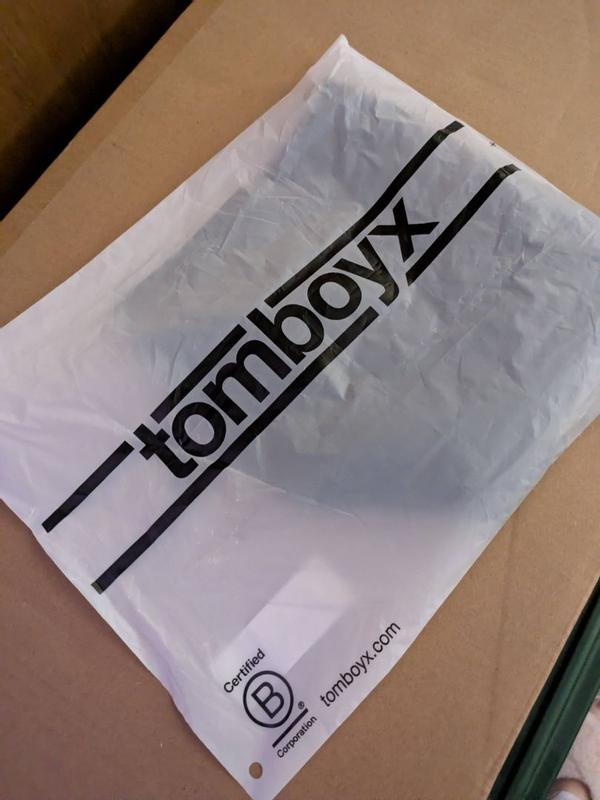 tomboyx
Certified
B
®
Corporation
tomboyx.com